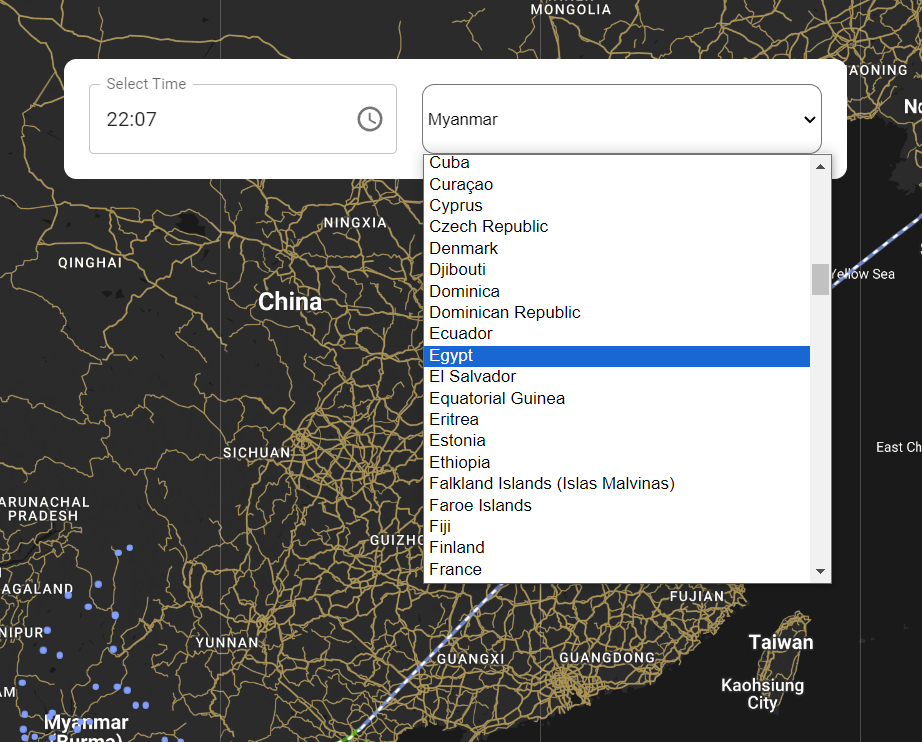 MONGOLIA
AONING
Select Time
22:07
Myanmar
Cuba
Curaçao
Cyprus
Czech Republic
Denmark
Djibouti
Dominica
Dominican Republic
Ecuador
Egypt
El Salvador
Equatorial Guinea
Eritrea
Estonia
Ethiopia
Falkland Islands (Islas Malvinas)
Faroe Islands
Fiji
Finland
France
NINGXIA
QINGHAI
Yellow Sea
China
East Ch
SICHUAN
ARUNACHAL
PRADESH
GUIZHO
AGALAND
FUJIAN
NIPUR
YUNNAN
Taiwan
GUANGXI
GUANGDONG
Kaohsiung
City
Myanmar
(Burma)